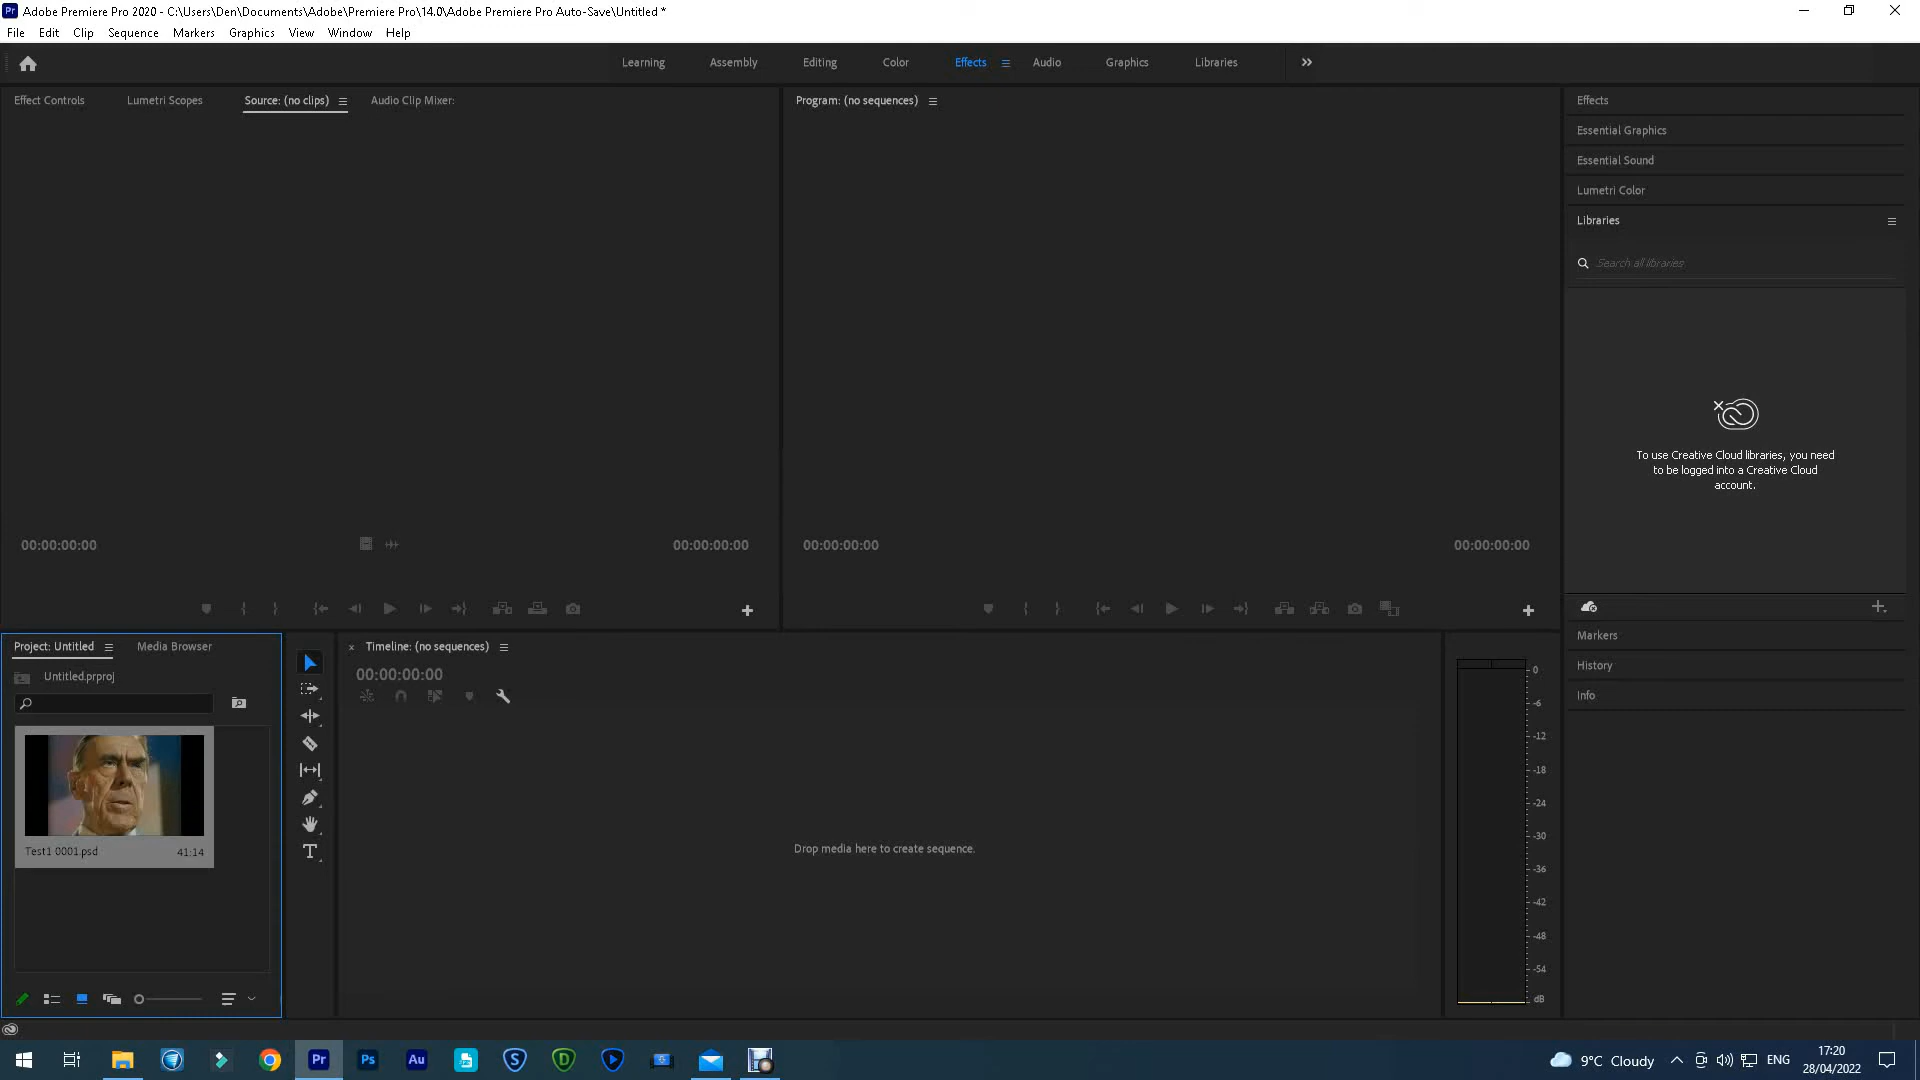 Adobe Premiere Pro 2020 - C:\Users\Den\Documents\Adobe\Premiere Pro\14.0\Adobe Premiere Pro Auto-Save\Untitled *
File Edit Clip Sequence Markers Graphics View Window Help
Learning Assembly Editing Color Effects Audio Graphics Libraries
Effect Controls Lumetri Scopes Source: (no clips) Audio Clip Mixer:
Program: (no sequences)
Effects
Essential Graphics
Essential Sound
Lumetri Color
Libraries
Search all libraries
To use Creative Cloud libraries, you need
to be logged into a Creative Cloud
account.
00:00:00:00 00:00:00:00
00:00:00:00 00:00:00:00
Markers
History
Info
Project: Untitled Media Browser
Untitled.prproj
Test1 0001.psd 41:14
Timeline: (no sequences)
00:00:00:00
Drop media here to create sequence.
0
-6
-12
-18
-24
-30
-36
-42
-48
-54
dB
Pr Ps Au S D
9°C Cloudy ENG
17:20
28/04/2022